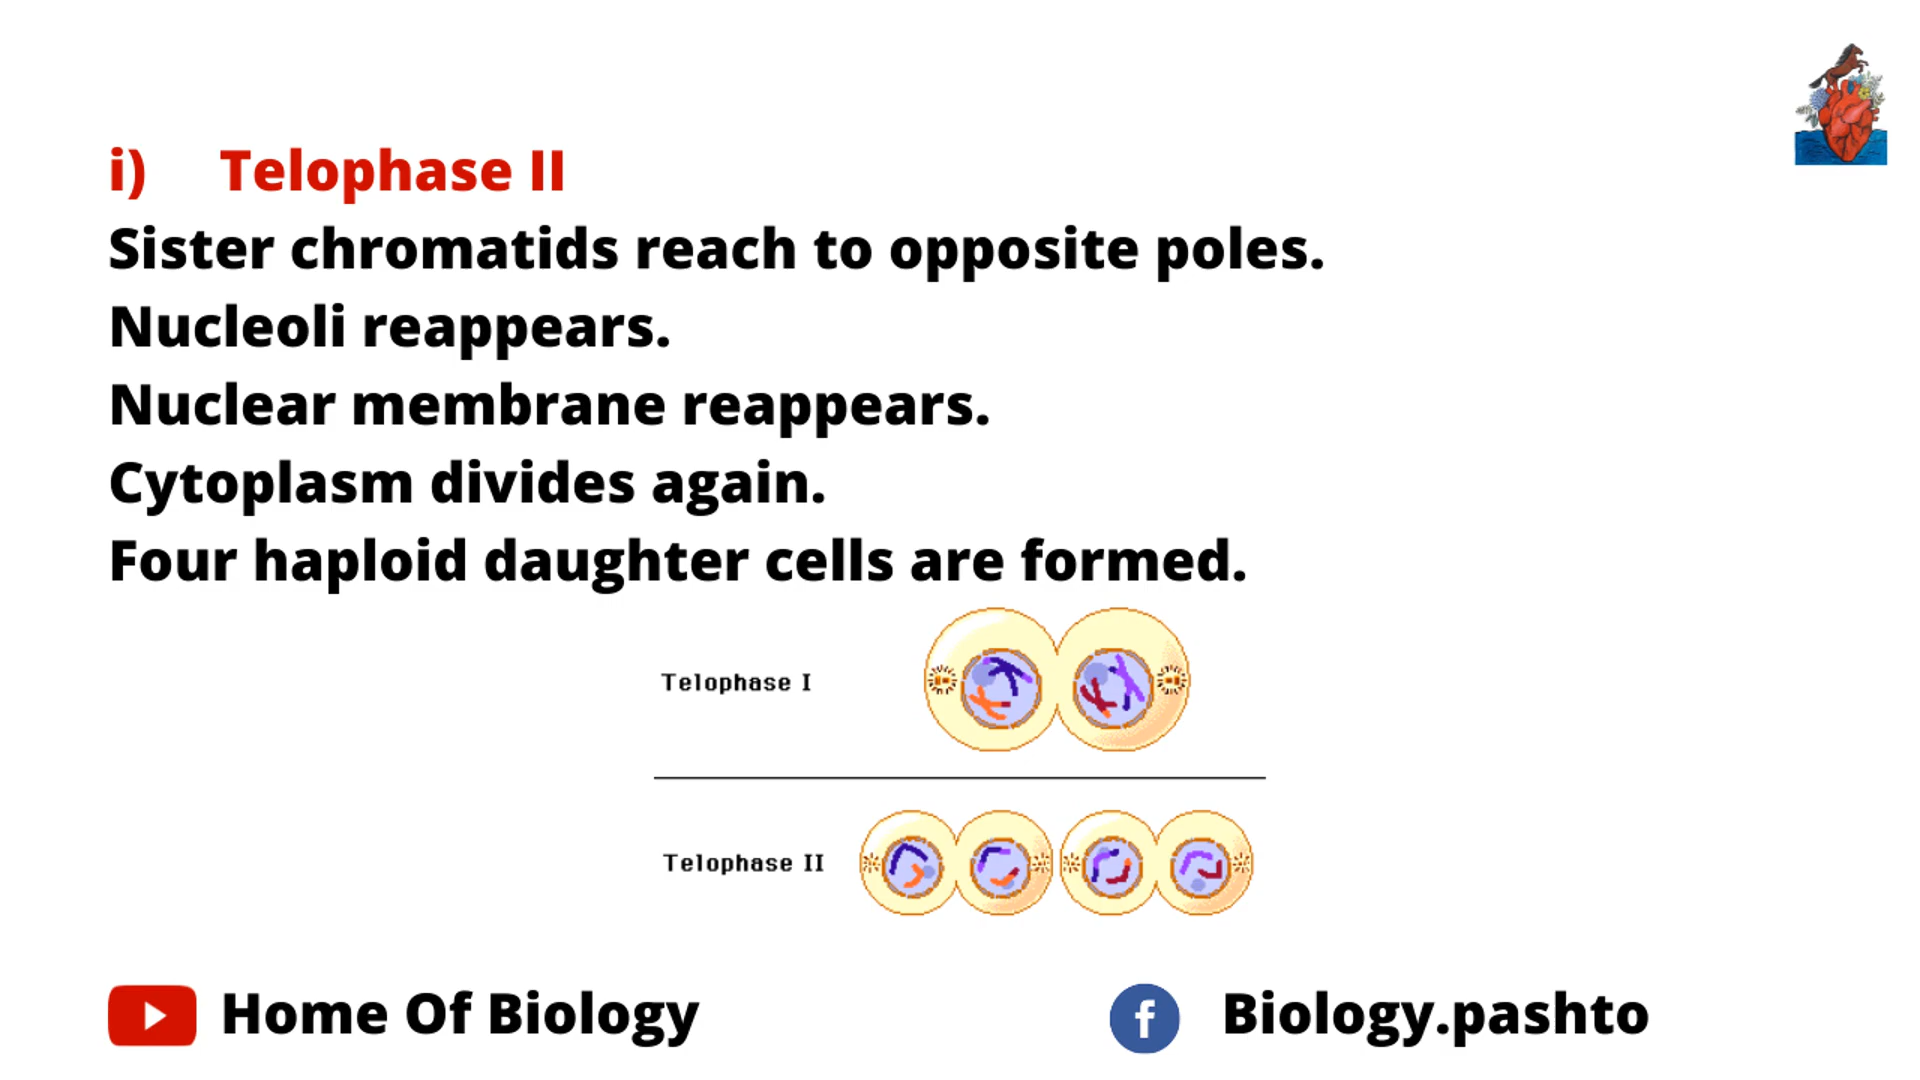 i) Telophase II
Sister chromatids reach to opposite poles.
Nucleoli reappears.
Nuclear membrane reappears.
Cytoplasm divides again.
Four haploid daughter cells are formed.
Telophase I
Telophase II
Home Of Biology
Biology.pashto